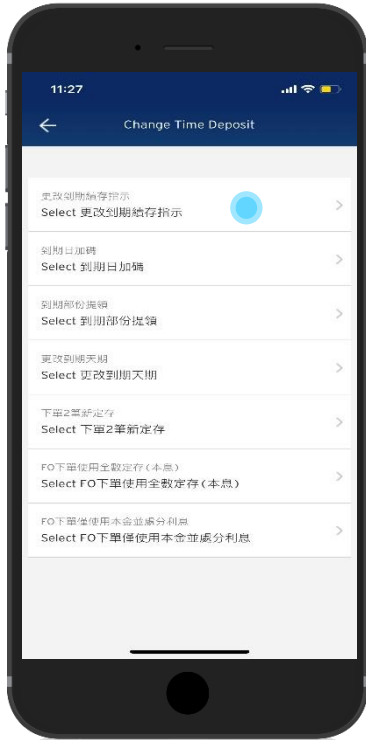 11:27
Change Time Deposit
更改到期續存指示
Select 更改到期續存指示
到期日加碼
Select 到期日加碼
到期部份提領
Select 到期部份提領
更改到期天期
Select 更改到期天期
下單2筆新定存
Select 下單2筆新定存
FO下單使用全數定存(本息)
Select FO下單使用全數定存(本息)
FO下單僅使用本金並處分利息
Select FO下單僅使用本金並處分利息